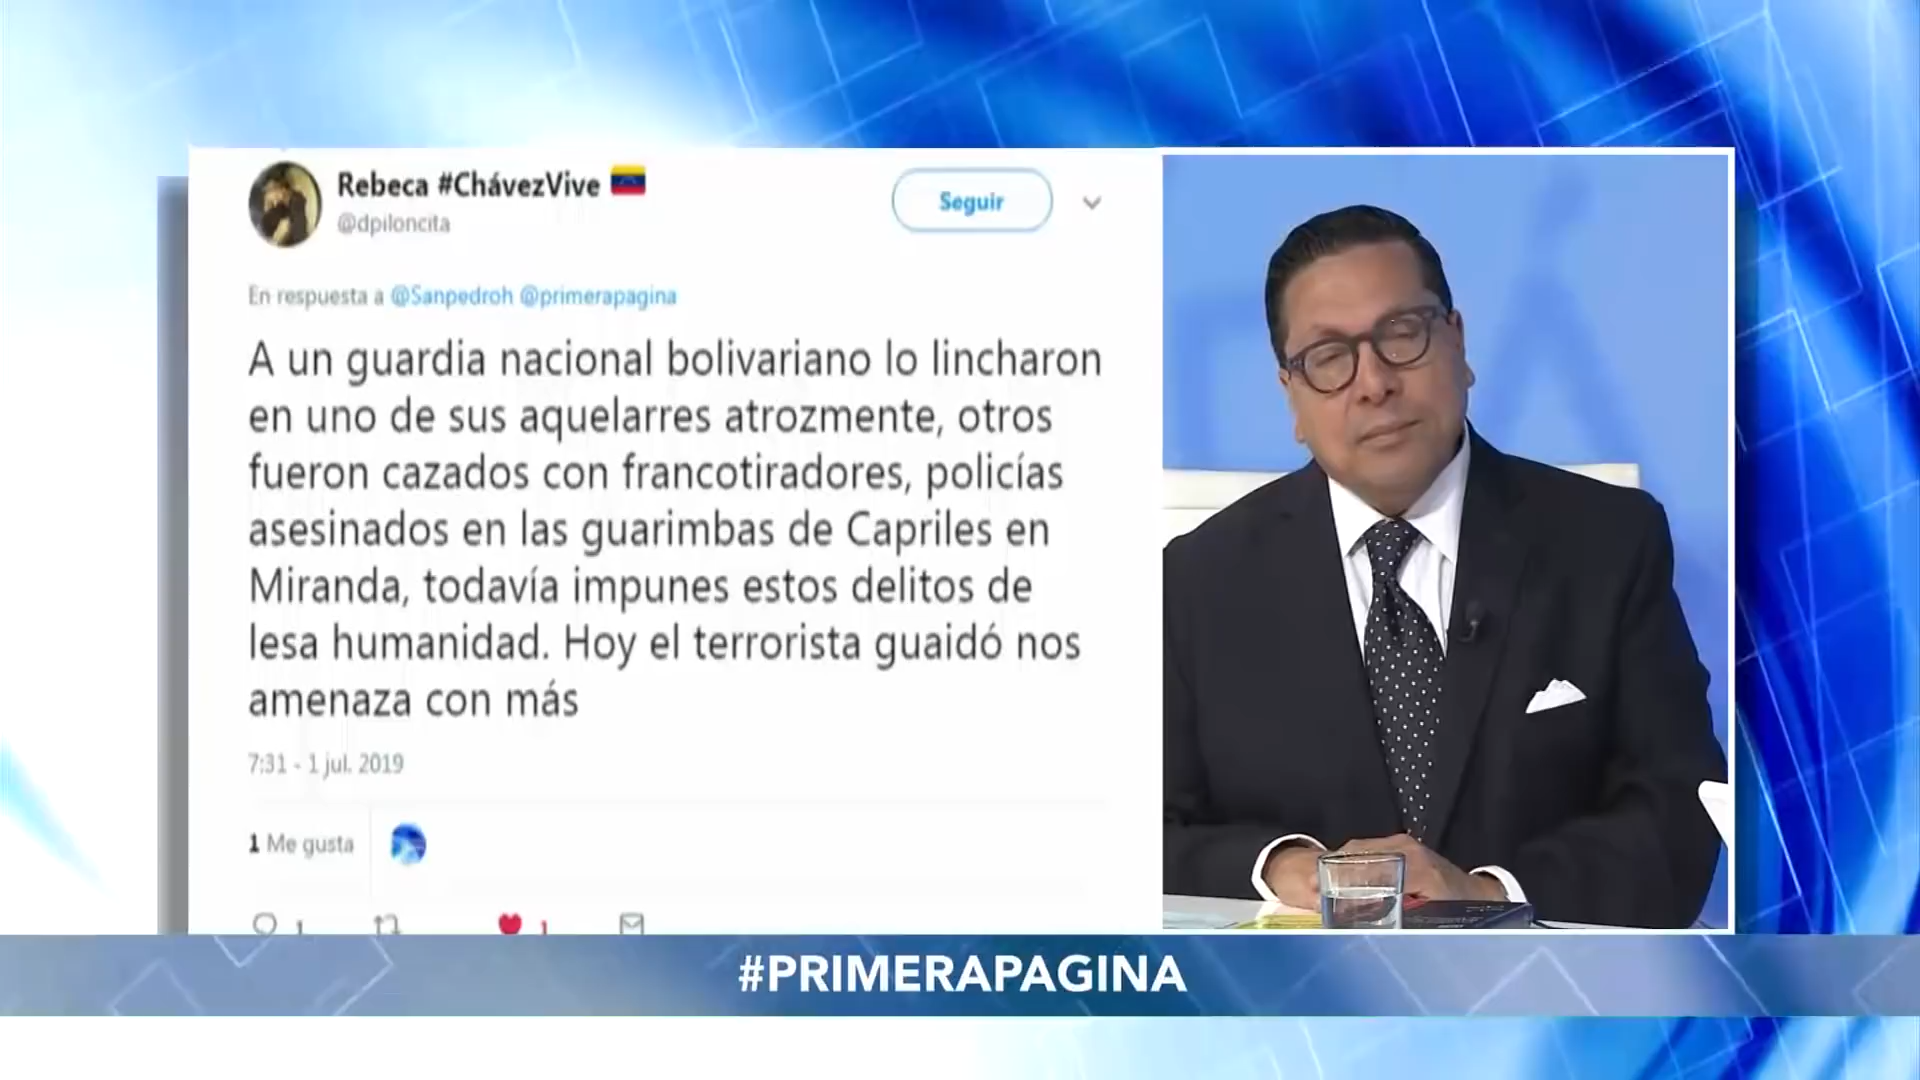 Rebeca #ChávezVive
@dpiloncita
Seguir
En respuesta a @Sanpedroh @primerapagina
A un guardia nacional bolivariano lo lincharon
en uno de sus aquelarres atrozmente, otros
fueron cazados con francotiradores, policías
asesinados en las guarimbas de Capriles en
Miranda, todavía impunes estos delitos de
lesa humanidad. Hoy el terrorista guaidó nos
amenaza con más
7:31 - 1 jul. 2019
1 Me gusta
1 1
#PRIMERAPAGINA